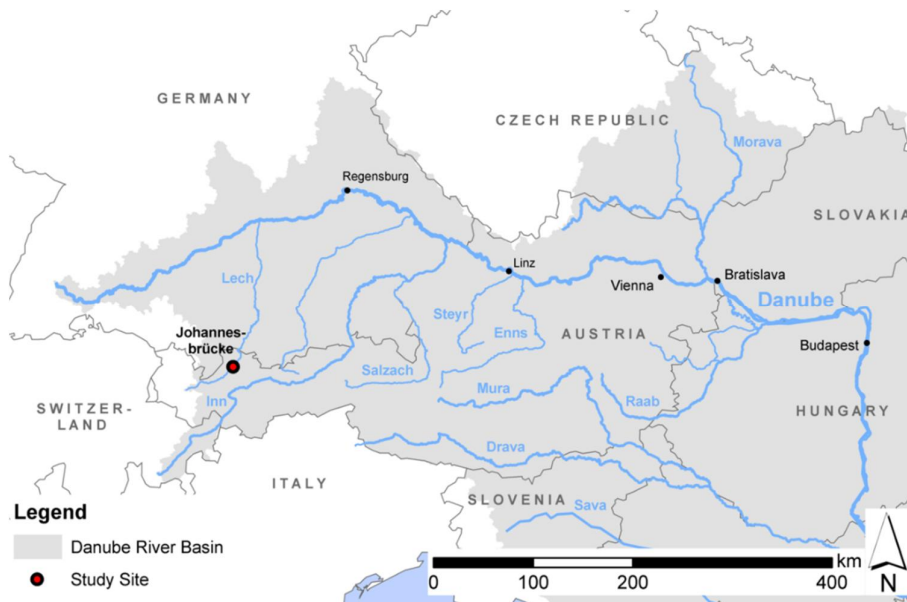 GERMANY
CZECH REPUBLIC
Morava
Regensburg
SLOVAKIA
Lech
Linz
Vienna
Bratislava
Danube
Johannes-
brücke
Steyr
Enns
AUSTRIA
Budapest
Salzach
Inn
Mura
Raab
SWITZER-
LAND
HUNGARY
Drava
ITALY
SLOVENIA
Sava
Legend
Danube River Basin
Study Site
km
0 100 200 400
N